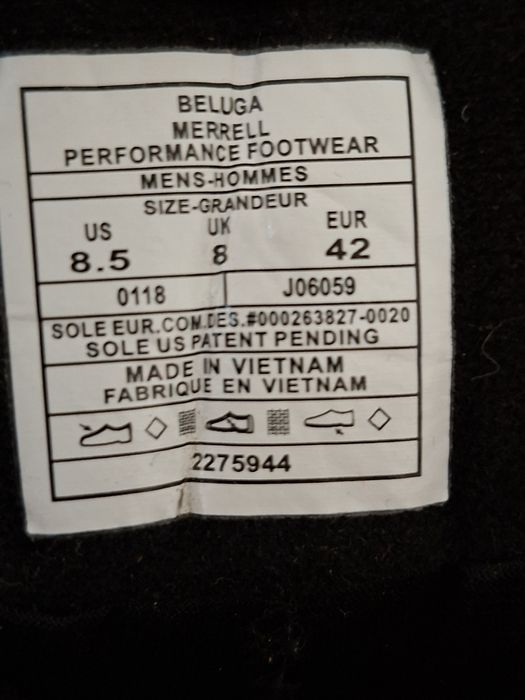 BELUGA
MERRELL
PERFORMANCE FOOTWEAR
MENS-HOMMES
SIZE-GRANDEUR
US UK EUR
8.5 8 42
0118 J06059
SOLE EUR.COM.DES.#000263827-0020
SOLE US PATENT PENDING
MADE IN VIETNAM
FABRIQUE EN VIETNAM
2275944